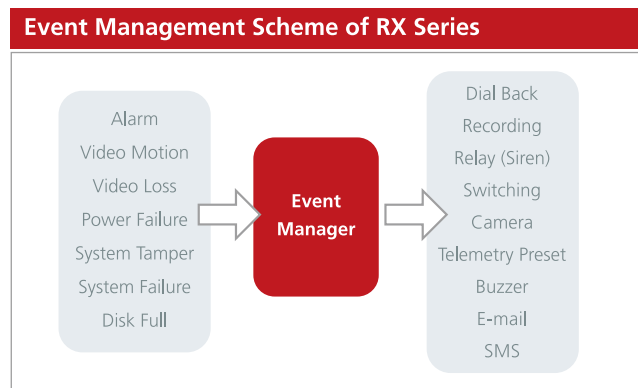 Event Management Scheme of RX Series
Alarm
Video Motion
Video Loss
Power Failure
System Tamper
System Failure
Disk Full
Event
Manager
Dial Back
Recording
Relay (Siren)
Switching
Camera
Telemetry Preset
Buzzer
E-mail
SMS